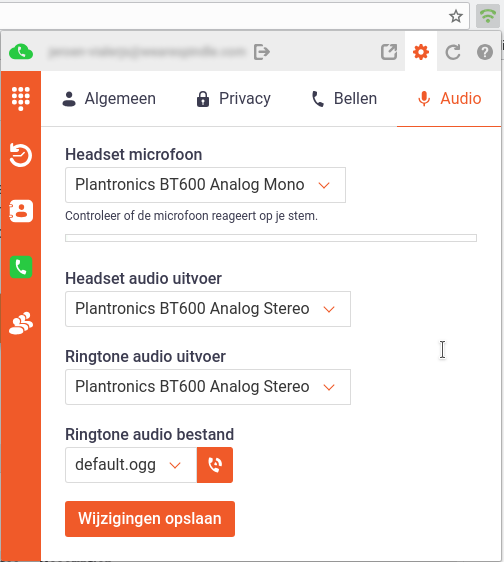 Algemeen
Privacy
Bellen
Audio
Headset microfoon
Plantronics BT600 Analog Mono
Controleer of de microfoon reageert op je stem.
Headset audio uitvoer
Plantronics BT600 Analog Stereo
Ringtone audio uitvoer
Plantronics BT600 Analog Stereo
Ringtone audio bestand
default.ogg
Wijzigingen opslaan